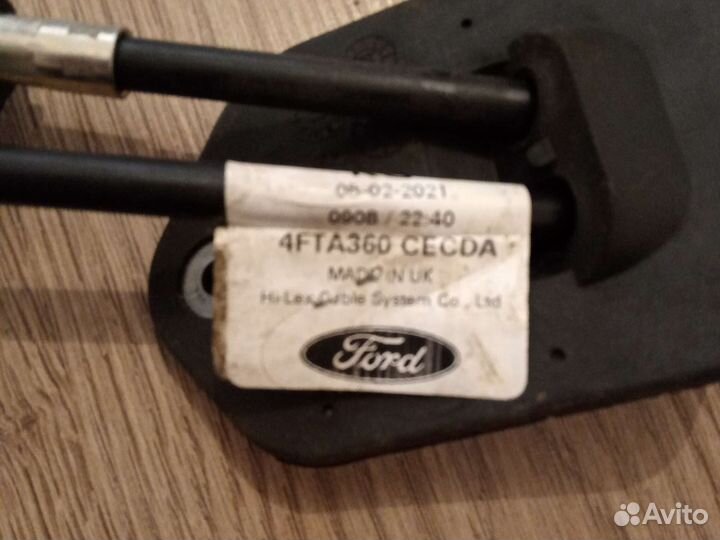 06-02-2021
0908 / 22:40
4FTA360 CECDA
MADE IN UK
Hi-Lex Cable System Co., Ltd
Ford
Avito